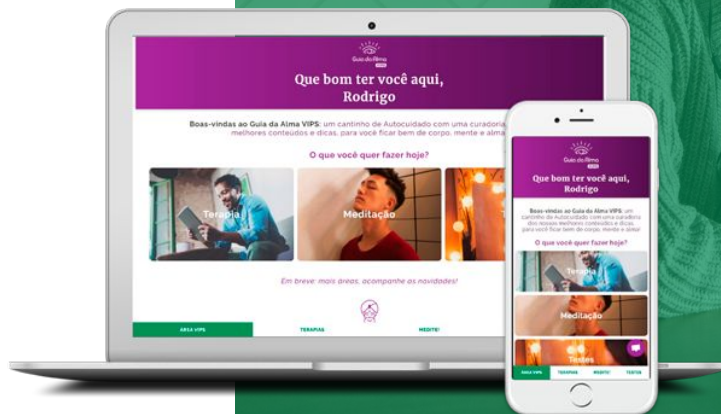 Guia da Alma
VIPS
Que bom ter você aqui,
Rodrigo
Boas-vindas ao Guia da Alma VIPS: um cantinho de Autocuidado com uma curadoria
melhores conteúdos e dicas, para você ficar bem de corpo, mente e alma
O que você quer fazer hoje?
Terapia
Meditação
T
Em breve: mais áreas, acompanhe as novidades!
ÁREA VIPS
TERAPIAS
MEDITE!
Guia da Alma
VIPS
Que bom ter você aqui,
Rodrigo
Boas-vindas ao Guia da Alma VIPS: um
cantinho de Autocuidado com uma curadoria
dos nossos melhores conteúdos e dicas,
para você ficar bem de corpo, mente e alma!
O que você quer fazer hoje?
Terapia
Meditação
Testes
ÁREA VIPS
TERAPIAS
MEDITE!
TESTES